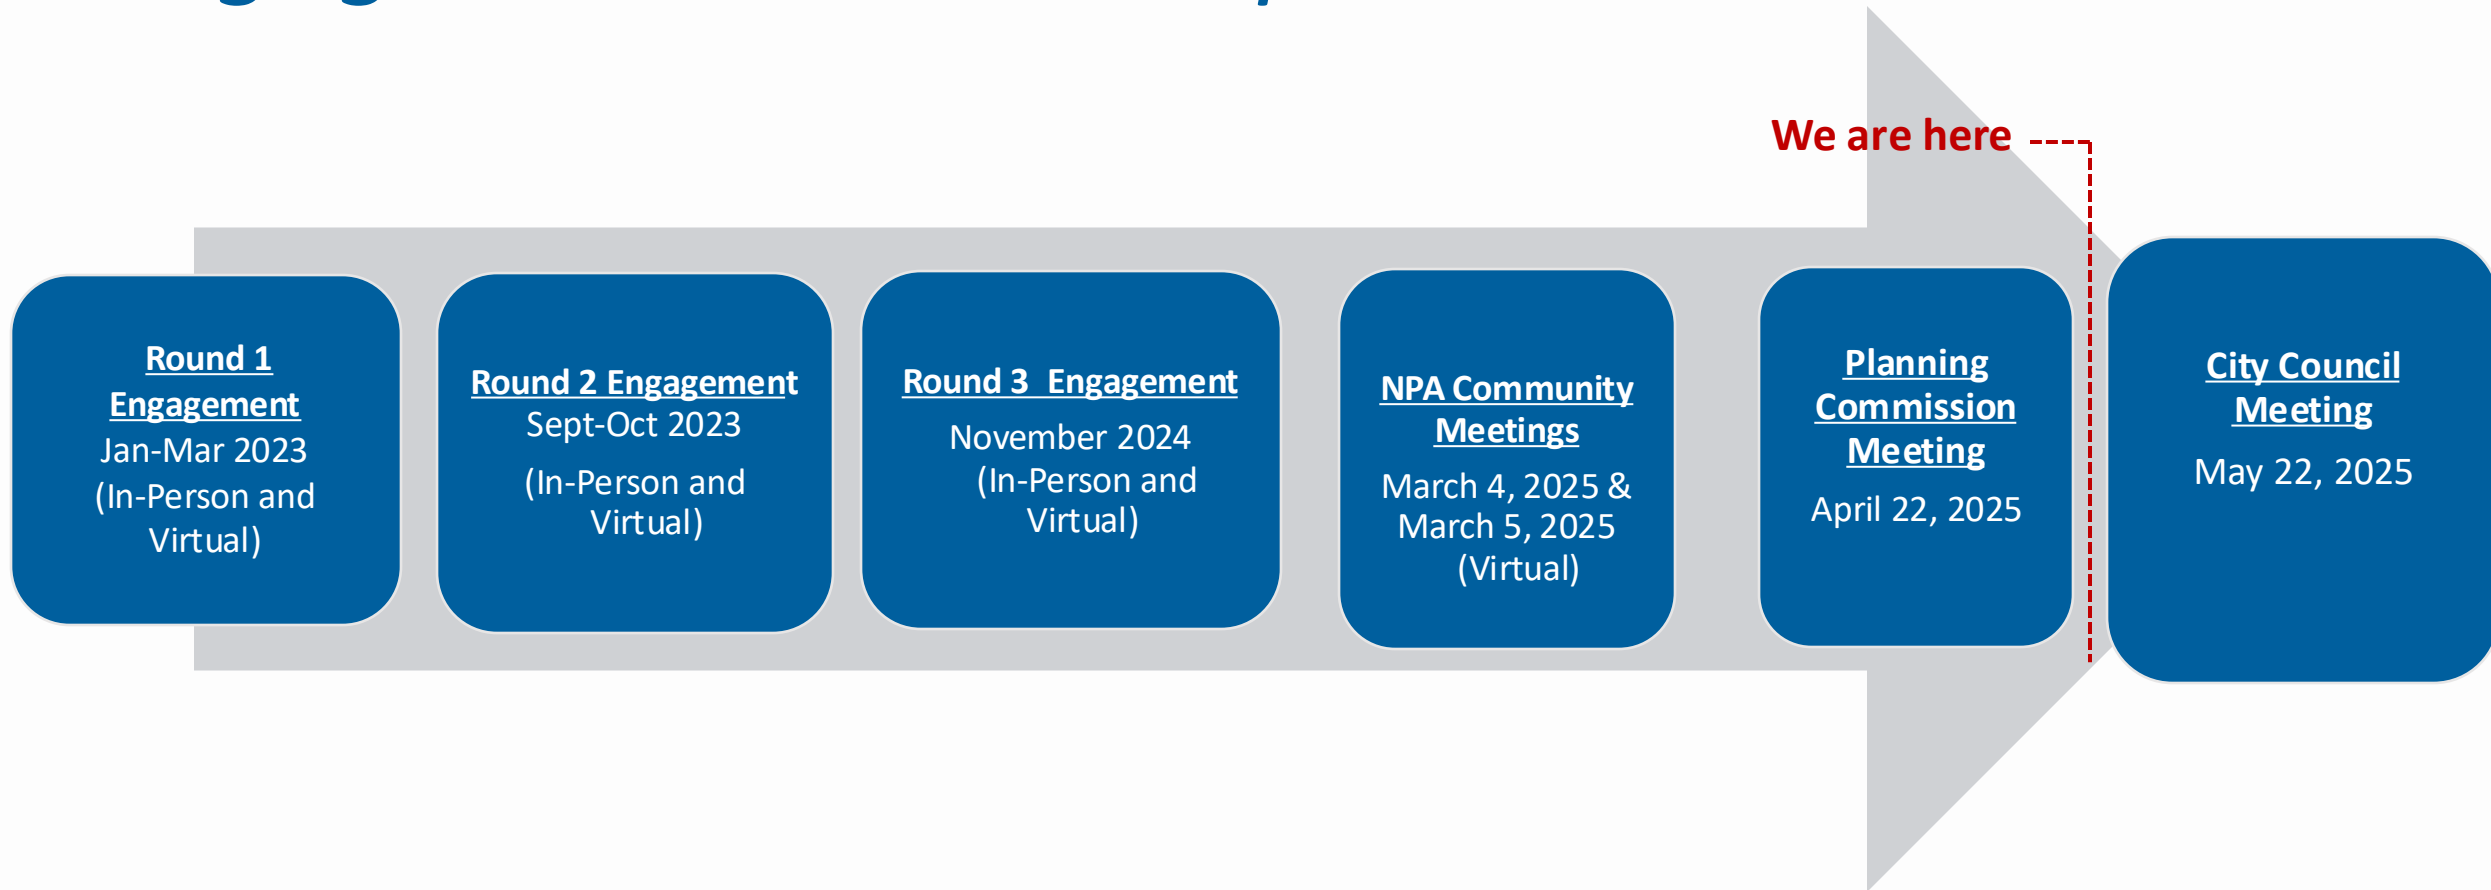 We are here
Round 1
Engagement
Jan-Mar 2023
(In-Person and
Virtual)
Round 2 Engagement
Sept-Oct 2023
(In-Person and
Virtual)
Round 3 Engagement
November 2024
(In-Person and
Virtual)
NPA Community
Meetings
March 4, 2025 &
March 5, 2025
(Virtual)
Planning
Commission
Meeting
April 22, 2025
City Council
Meeting
May 22, 2025